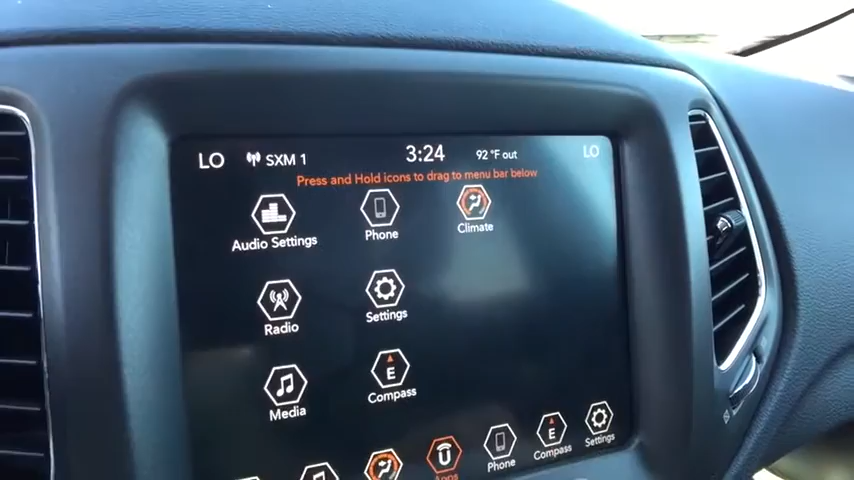 LO SXM 1 3:24 92 °F out LO
Press and Hold icons to drag to menu bar below
Audio Settings Phone Climate
Radio Settings
E
Media Compass
E
Apps Phone Compass Settings